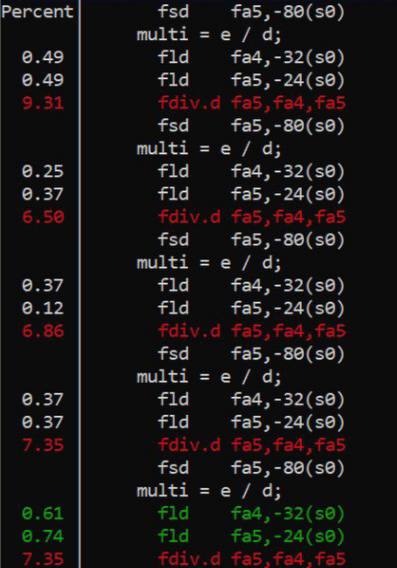 Percent fsd fa5,-80(s0)
multi = e / d;
0.49 fld fa4,-32(s0)
0.49 fld fa5,-24(s0)
9.31 fdiv.d fa5,fa4,fa5
fsd fa5,-80(s0)
multi = e / d;
0.25 fld fa4,-32(s0)
0.37 fld fa5,-24(s0)
6.50 fdiv.d fa5,fa4,fa5
fsd fa5,-80(s0)
multi = e / d;
0.37 fld fa4,-32(s0)
0.12 fld fa5,-24(s0)
6.86 fdiv.d fa5,fa4,fa5
fsd fa5,-80(s0)
multi = e / d;
0.37 fld fa4,-32(s0)
0.37 fld fa5,-24(s0)
7.35 fdiv.d fa5,fa4,fa5
fsd fa5,-80(s0)
multi = e / d;
0.61 fld fa4,-32(s0)
0.74 fld fa5,-24(s0)
7.35 fdiv.d fa5,fa4,fa5